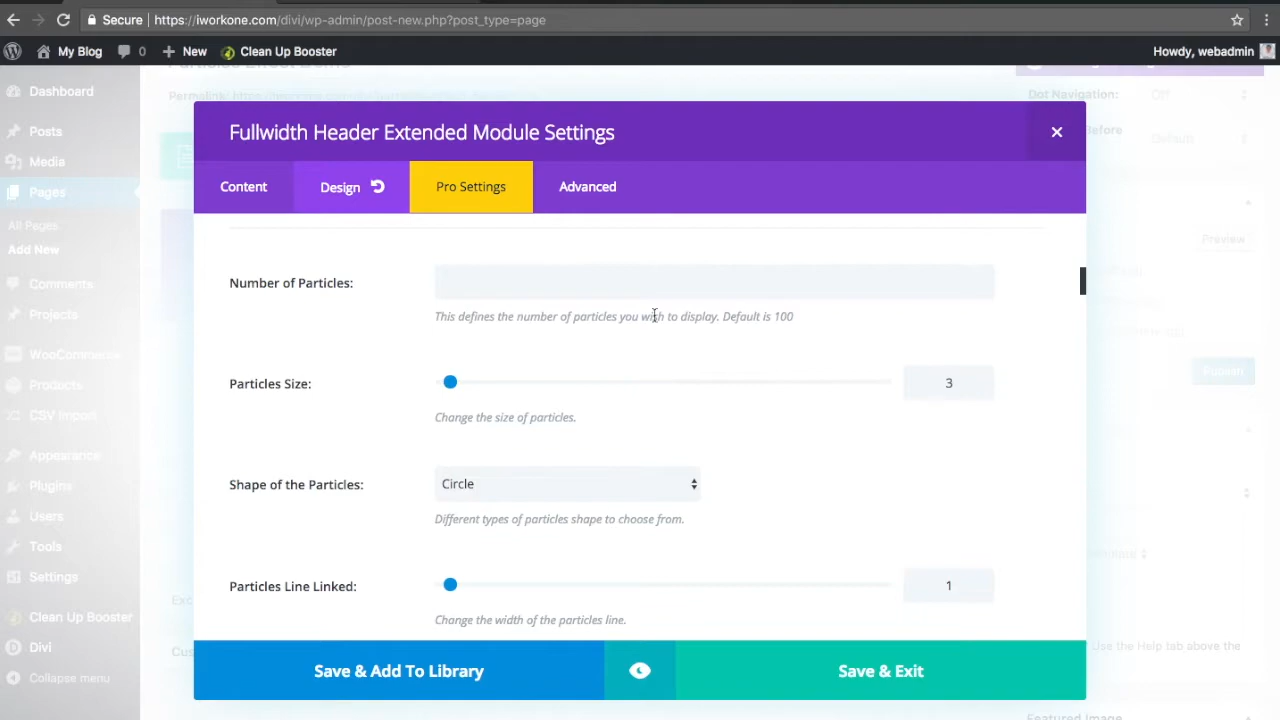 Secure | https://iworkone.com/divi/wp-admin/post-new.php?post_type=page
My Blog 0 New Clean Up Booster Howdy, webadmin
Dashboard
Posts
Media
Pages
All Pages
Add New
Comments
Projects
WooCommerce
Products
CSV Import
Appearance
Plugins
Users
Tools
Settings
Clean Up Booster
Divi
Collapse menu
Permalink:
Dot Navigation: Off
Before
Default
Preview
Publish
Use the Help tab above the
Featured Image
Fullwidth Header Extended Module Settings
Content Design Pro Settings Advanced
Number of Particles:
This defines the number of particles you wish to display. Default is 100
Particles Size: 3
Change the size of particles.
Shape of the Particles: Circle
Different types of particles shape to choose from.
Particles Line Linked: 1
Change the width of the particles line.
Save & Add To Library Save & Exit